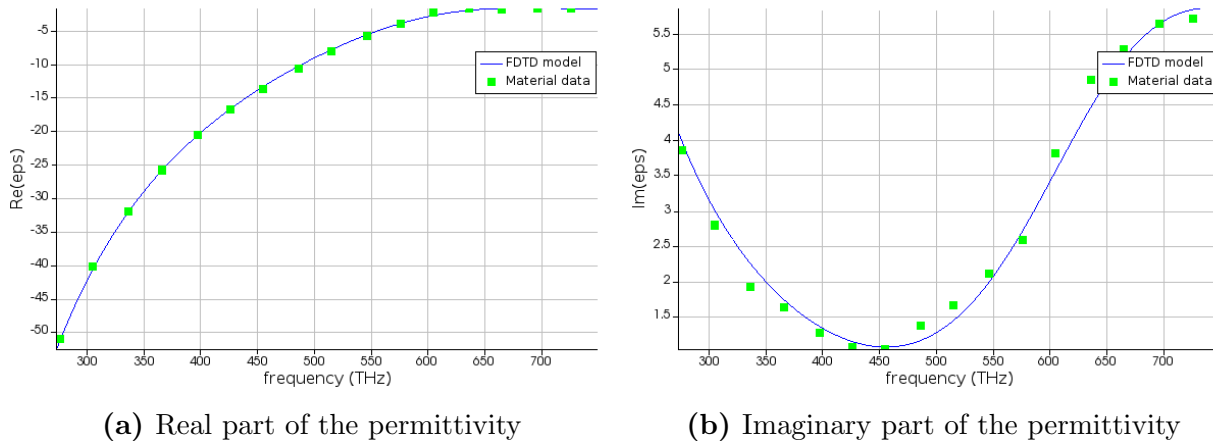 -5
-10
-15
-20
-25
-30
-35
-40
-45
-50
Re(eps)
FDTD model
Material data
300 350 400 450 500 550 600 650 700
frequency (THz)
(a) Real part of the permittivity
5.5
5
4.5
4
3.5
3
2.5
2
1.5
Im(eps)
FDTD model
Material data
300 350 400 450 500 550 600 650 700
frequency (THz)
(b) Imaginary part of the permittivity